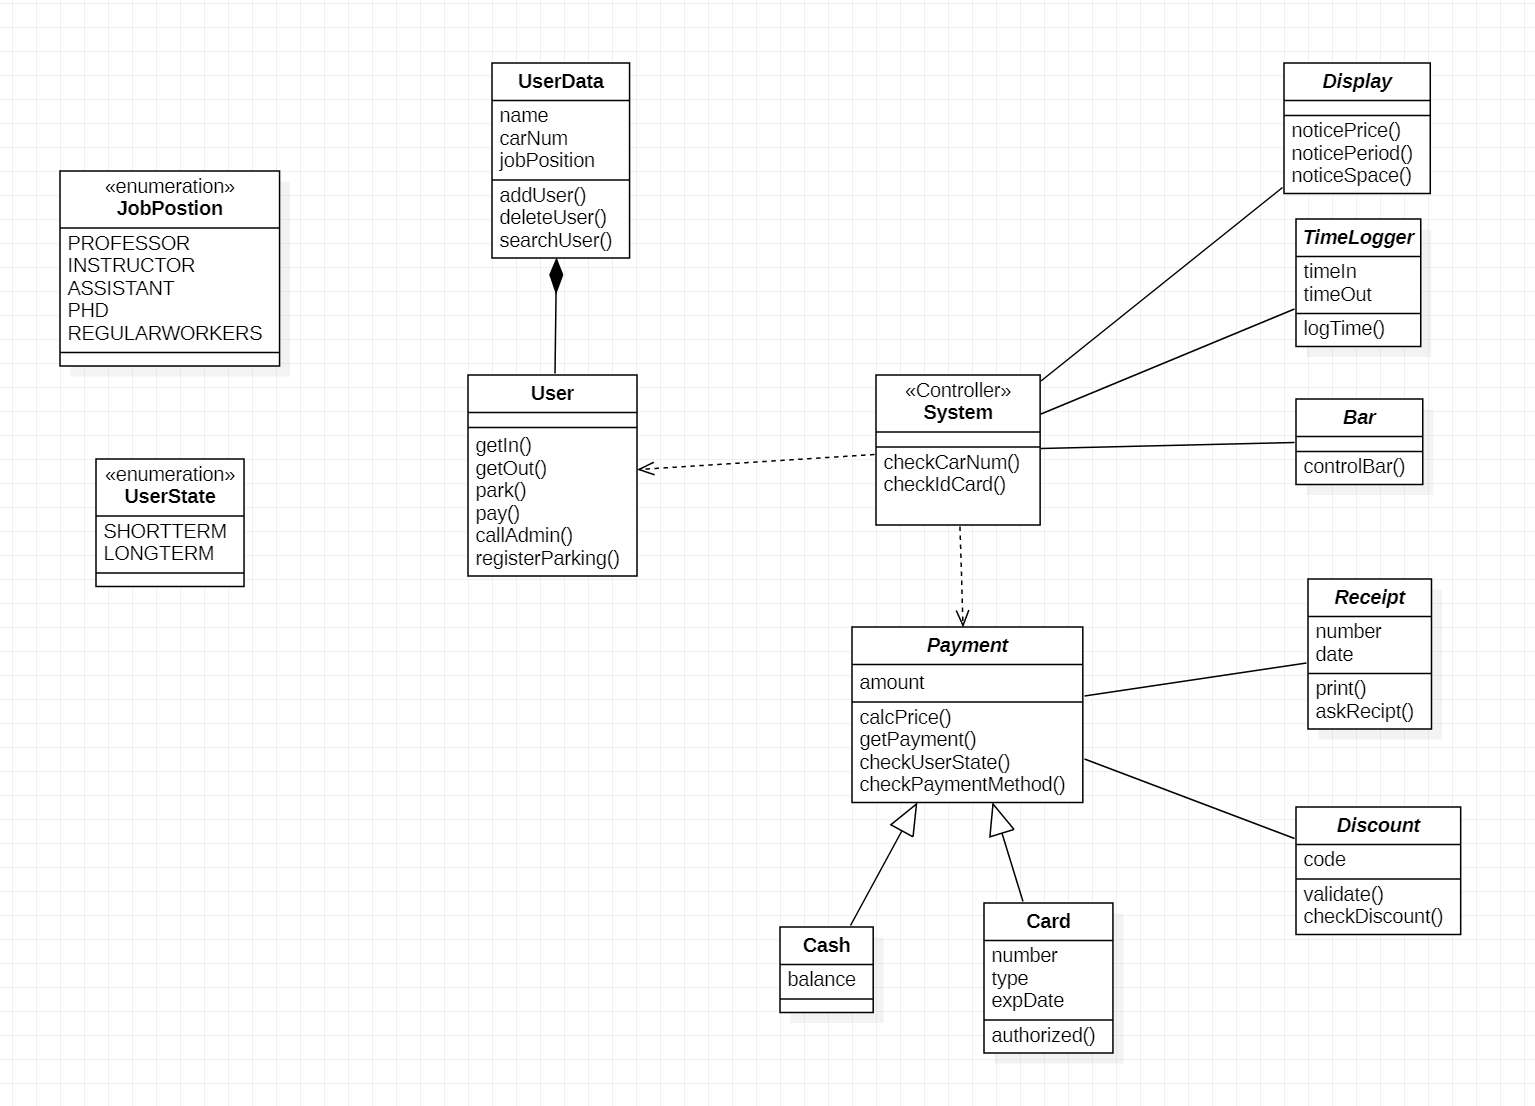 UserData
name
carNum
jobPosition
addUser()
deleteUser()
searchUser()
«enumeration»
JobPostion
PROFESSOR
INSTRUCTOR
ASSISTANT
PHD
REGULARWORKERS
«enumeration»
UserState
SHORTTERM
LONGTERM
User
getIn()
getOut()
park()
pay()
callAdmin()
registerParking()
«Controller»
System
checkCarNum()
checkIdCard()
Display
noticePrice()
noticePeriod()
noticeSpace()
TimeLogger
timeIn
timeOut
logTime()
Bar
controlBar()
Payment
amount
calcPrice()
getPayment()
checkUserState()
checkPaymentMethod()
Receipt
number
date
print()
askRecipt()
Discount
code
validate()
checkDiscount()
Cash
balance
Card
number
type
expDate
authorized()